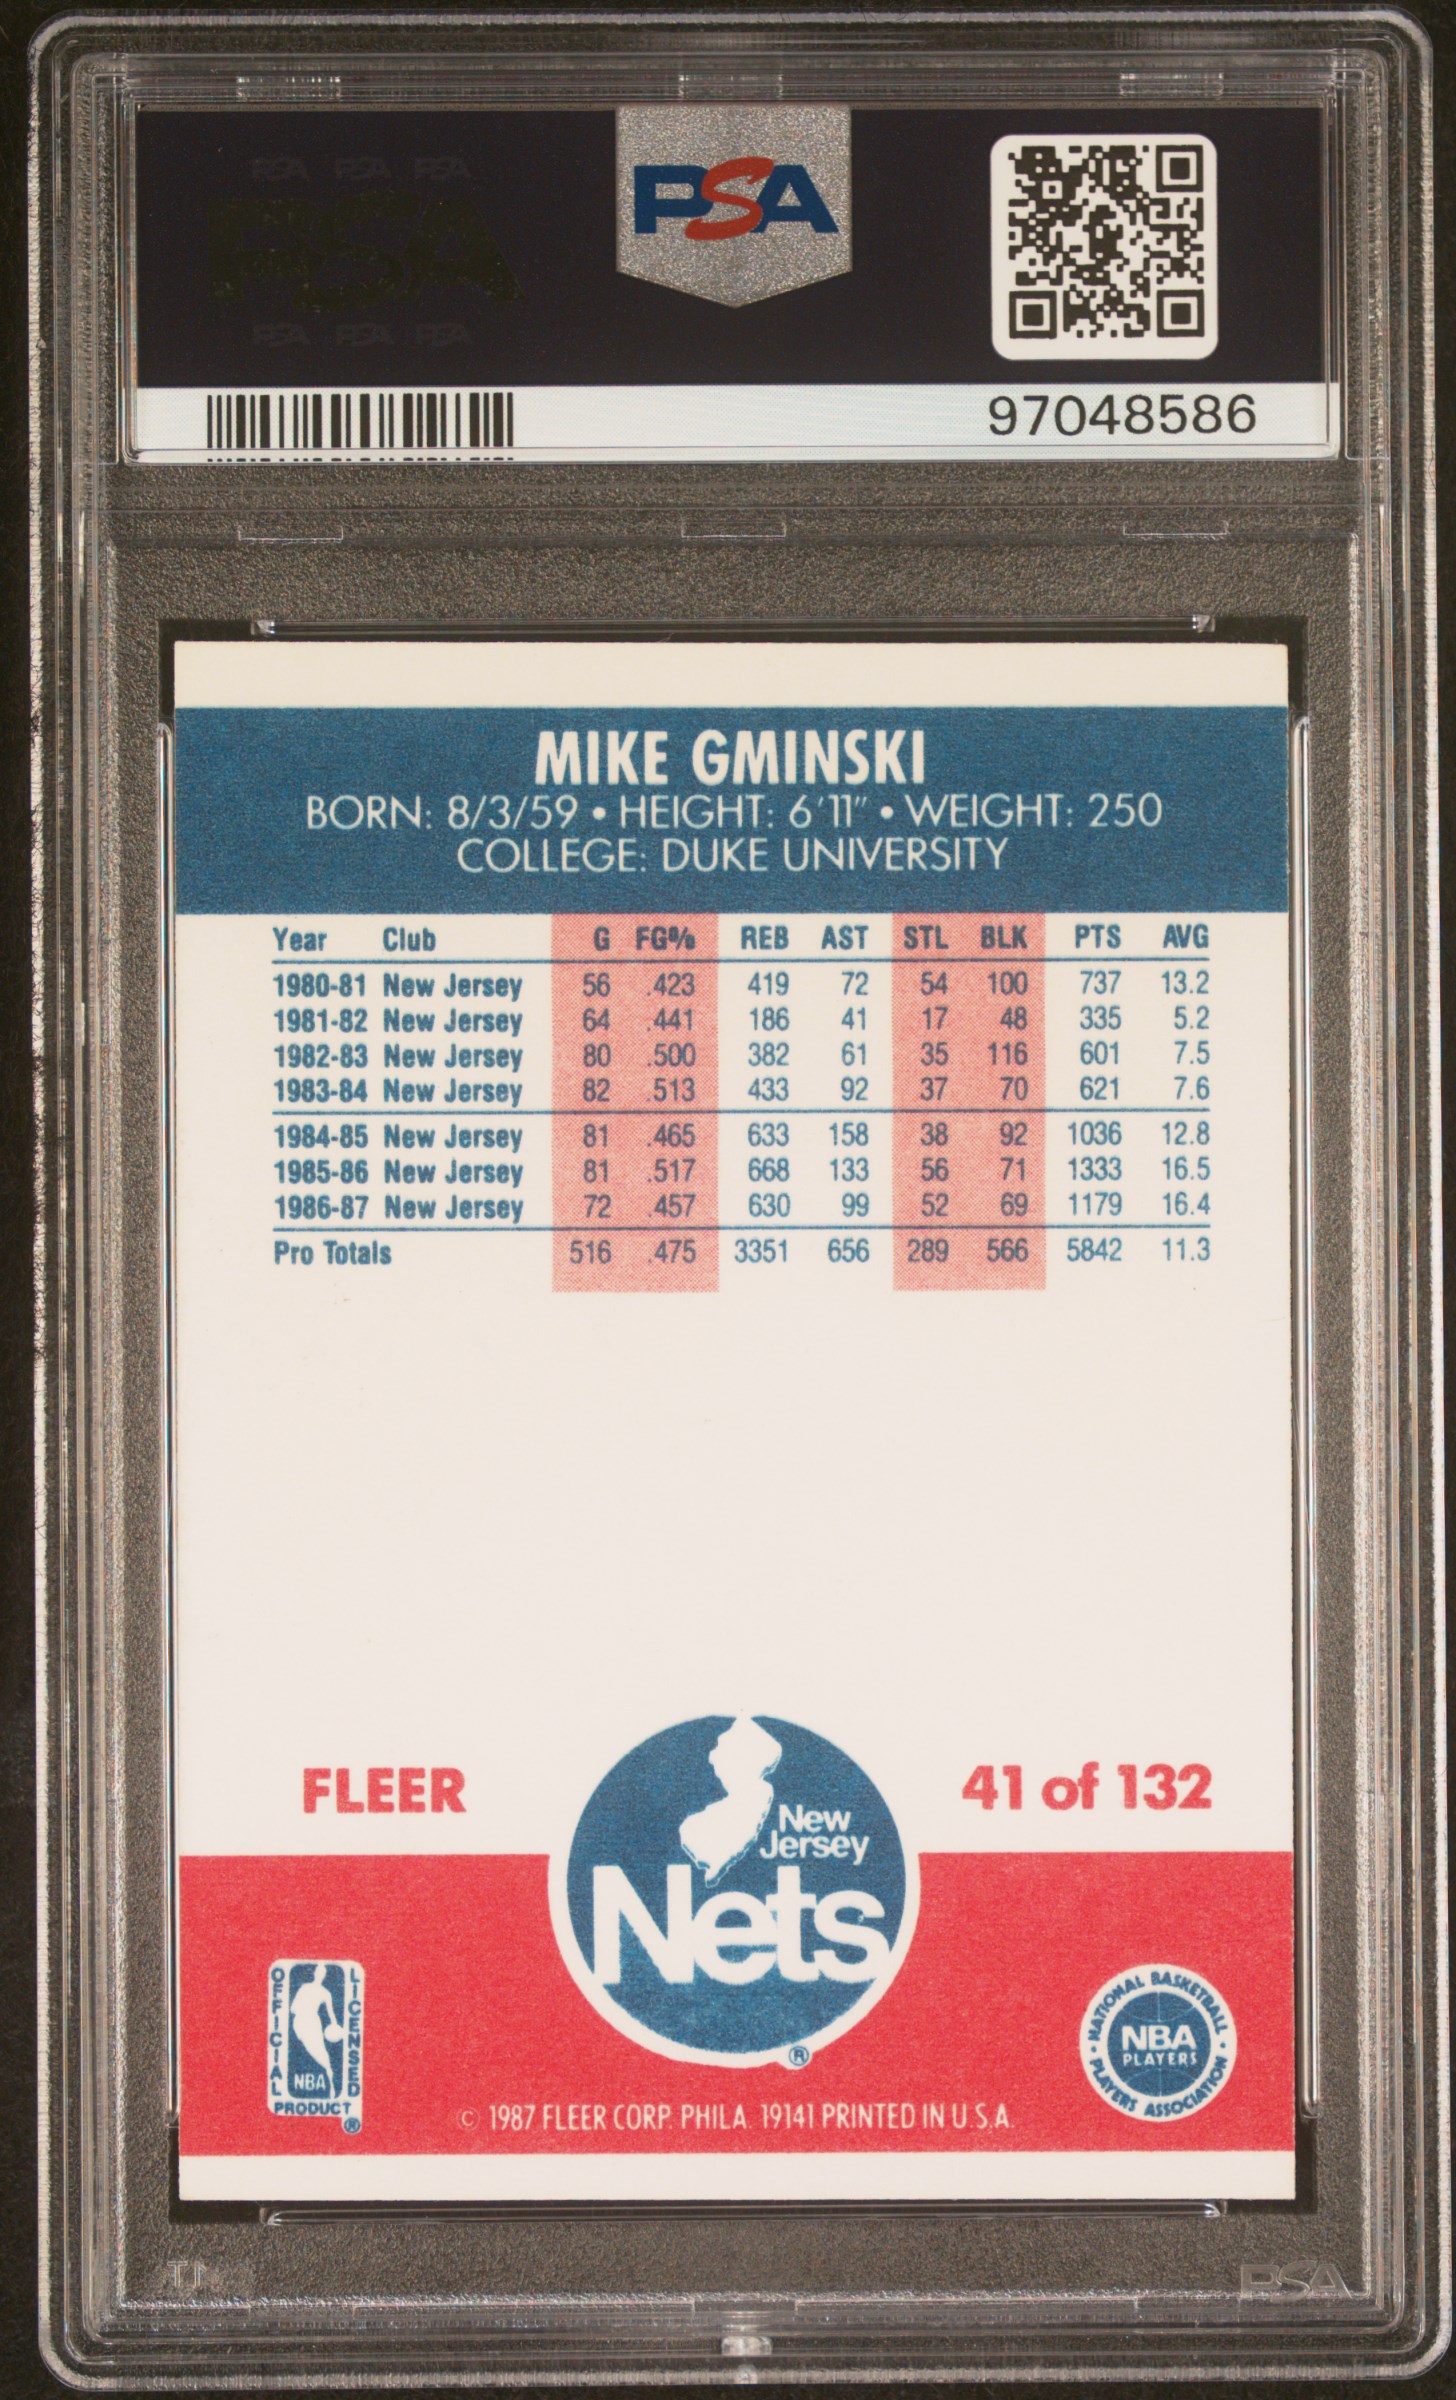 PSA PSA PSA
PSA
PSA PSA PSA
PSA
97048586
MIKE GMINSKI
BORN: 8/3/59 • HEIGHT: 6'11" • WEIGHT: 250
COLLEGE: DUKE UNIVERSITY
Year Club G FG% REB AST STL BLK PTS AVG
1980-81 New Jersey 56 .423 419 72 54 100 737 13.2
1981-82 New Jersey 64 .441 186 41 17 48 335 5.2
1982-83 New Jersey 80 .500 382 61 35 116 601 7.5
1983-84 New Jersey 82 .513 433 92 37 70 621 7.6
1984-85 New Jersey 81 .465 633 158 38 92 1036 12.8
1985-86 New Jersey 81 .517 668 133 56 71 1333 16.5
1986-87 New Jersey 72 .457 630 99 52 69 1179 16.4
Pro Totals 516 .475 3351 656 289 566 5842 11.3
FLEER
New
Jersey
Nets
®
41 of 132
OFFICIAL LICENSED
NBA
PRODUCT
®
© 1987 FLEER CORP. PHILA. 19141 PRINTED IN U.S.A.
• NATIONAL BASKETBALL •
NBA
PLAYERS
PLAYERS ASSOCIATION
PSA